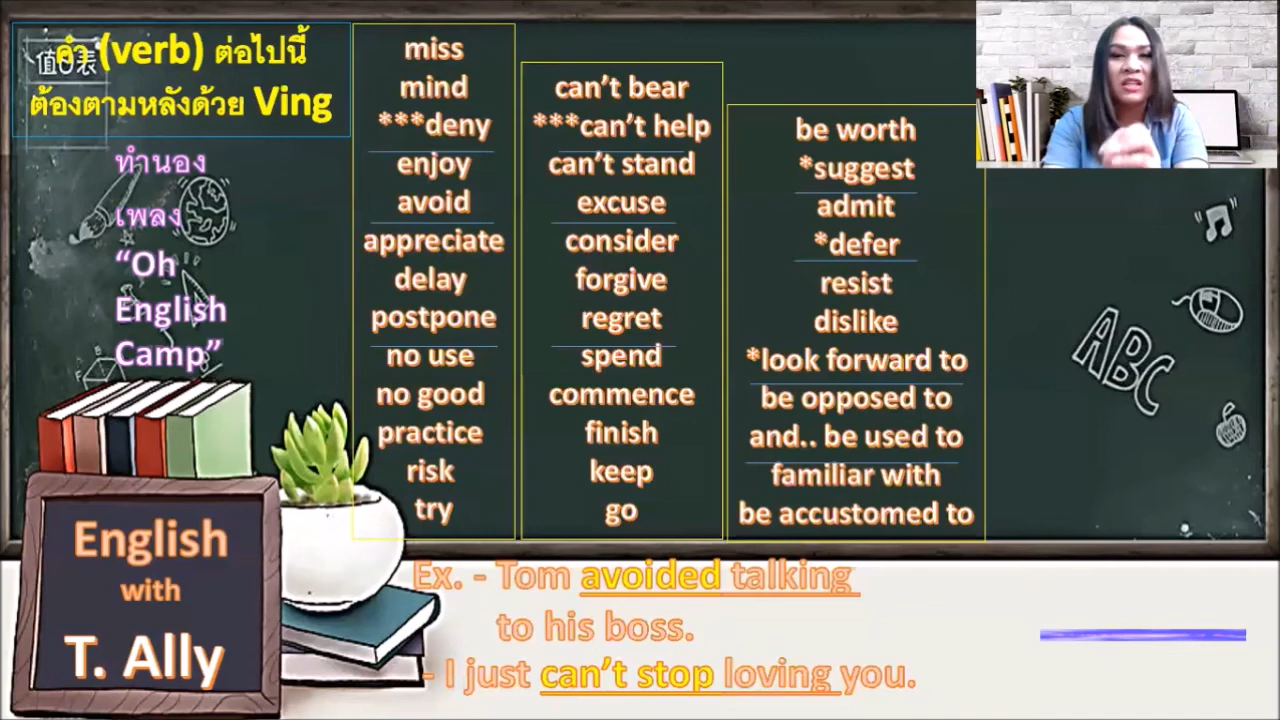 คำ (verb) ต่อไปนี้
ต้องตามหลังด้วย Ving
值日表
ทำนอง
เพลง
“Oh
English
Camp”
miss
mind
***deny
enjoy
avoid
appreciate
delay
postpone
no use
no good
practice
risk
try
can’t bear
***can’t help
can’t stand
excuse
consider
forgive
regret
spend
commence
finish
keep
go
be worth
*suggest
admit
*defer
resist
dislike
*look forward to
be opposed to
and.. be used to
familiar with
be accustomed to
ABC
English
with
T. Ally
Ex. - Tom avoided talking
to his boss.
- I just can’t stop loving you.